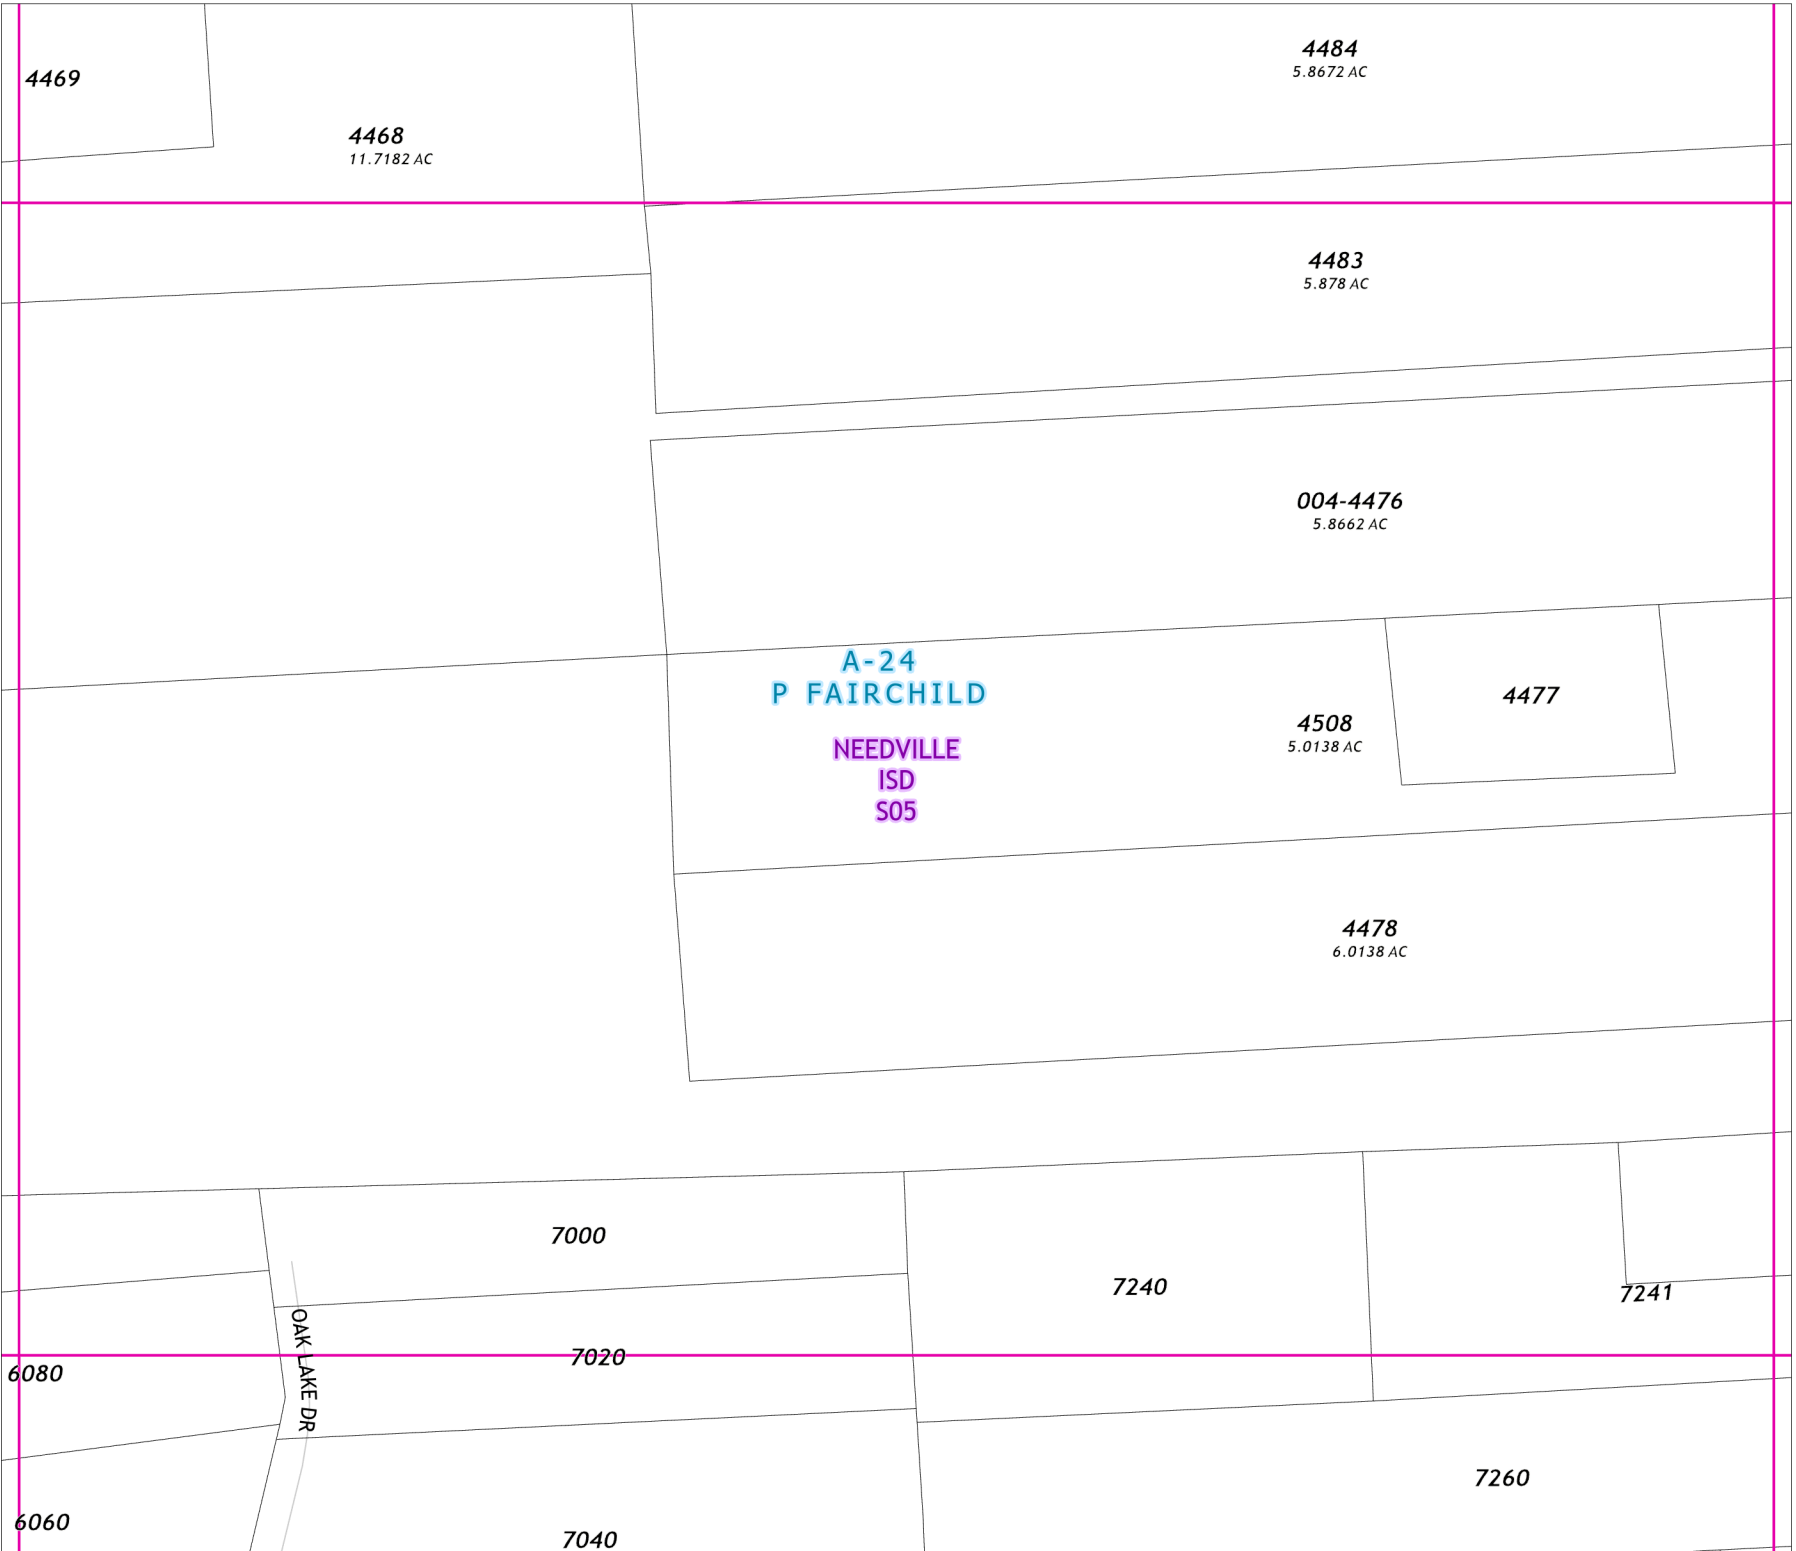 4484
5.8672 AC
4469
4468
11.7182 AC
4483
5.878 AC
004-4476
5.8662 AC
A-24
P FAIRCHILD
4477
4508
5.0138 AC
NEEDVILLE
ISD
S05
4478
6.0138 AC
7000
7240
7241
OAK LAKE DR
7020
6080
7260
6060
7040